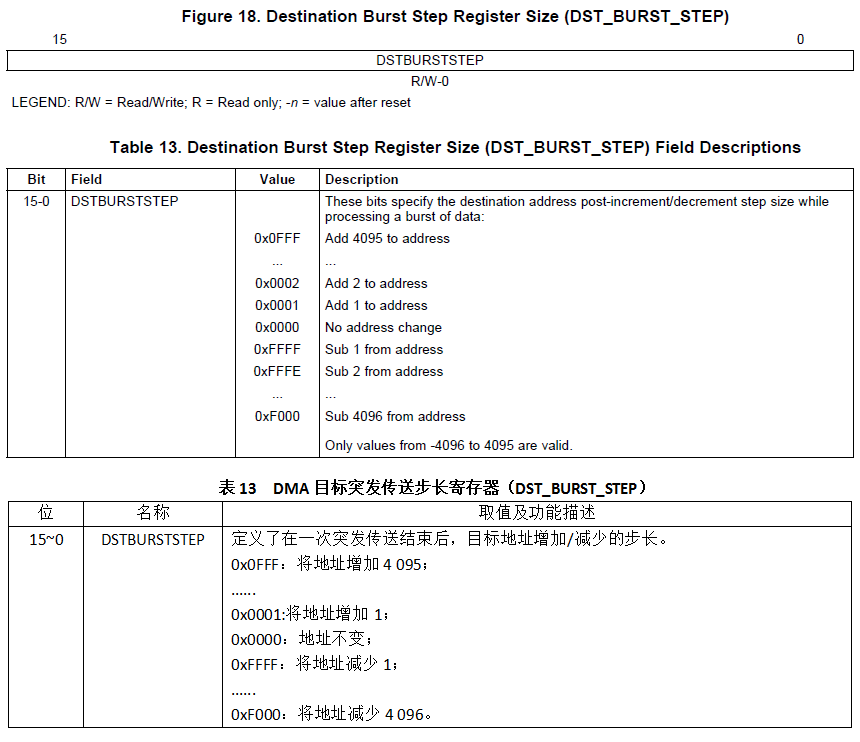 Figure 18. Destination Burst Step Register Size (DST_BURST_STEP)
15 0
DSTBURSTSTEP
R/W-0
LEGEND: R/W = Read/Write; R = Read only; -n = value after reset
Table 13. Destination Burst Step Register Size (DST_BURST_STEP) Field Descriptions
Bit Field Value Description
15-0 DSTBURSTSTEP These bits specify the destination address post-increment/decrement step size while
processing a burst of data:
0x0FFF Add 4095 to address
... ...
0x0002 Add 2 to address
0x0001 Add 1 to address
0x0000 No address change
0xFFFF Sub 1 from address
0xFFFE Sub 2 from address
... ...
0xF000 Sub 4096 from address
Only values from -4096 to 4095 are valid.
表 13 DMA 目标突发传送步长寄存器（DST_BURST_STEP）
位 名称 取值及功能描述
15~0 DSTBURSTSTEP 定义了在一次突发传送结束后，目标地址增加/减少的步长。
0x0FFF：将地址增加 4 095；
......
0x0001:将地址增加 1；
0x0000：地址不变；
0xFFFF：将地址减少 1；
......
0xF000：将地址减少 4 096。